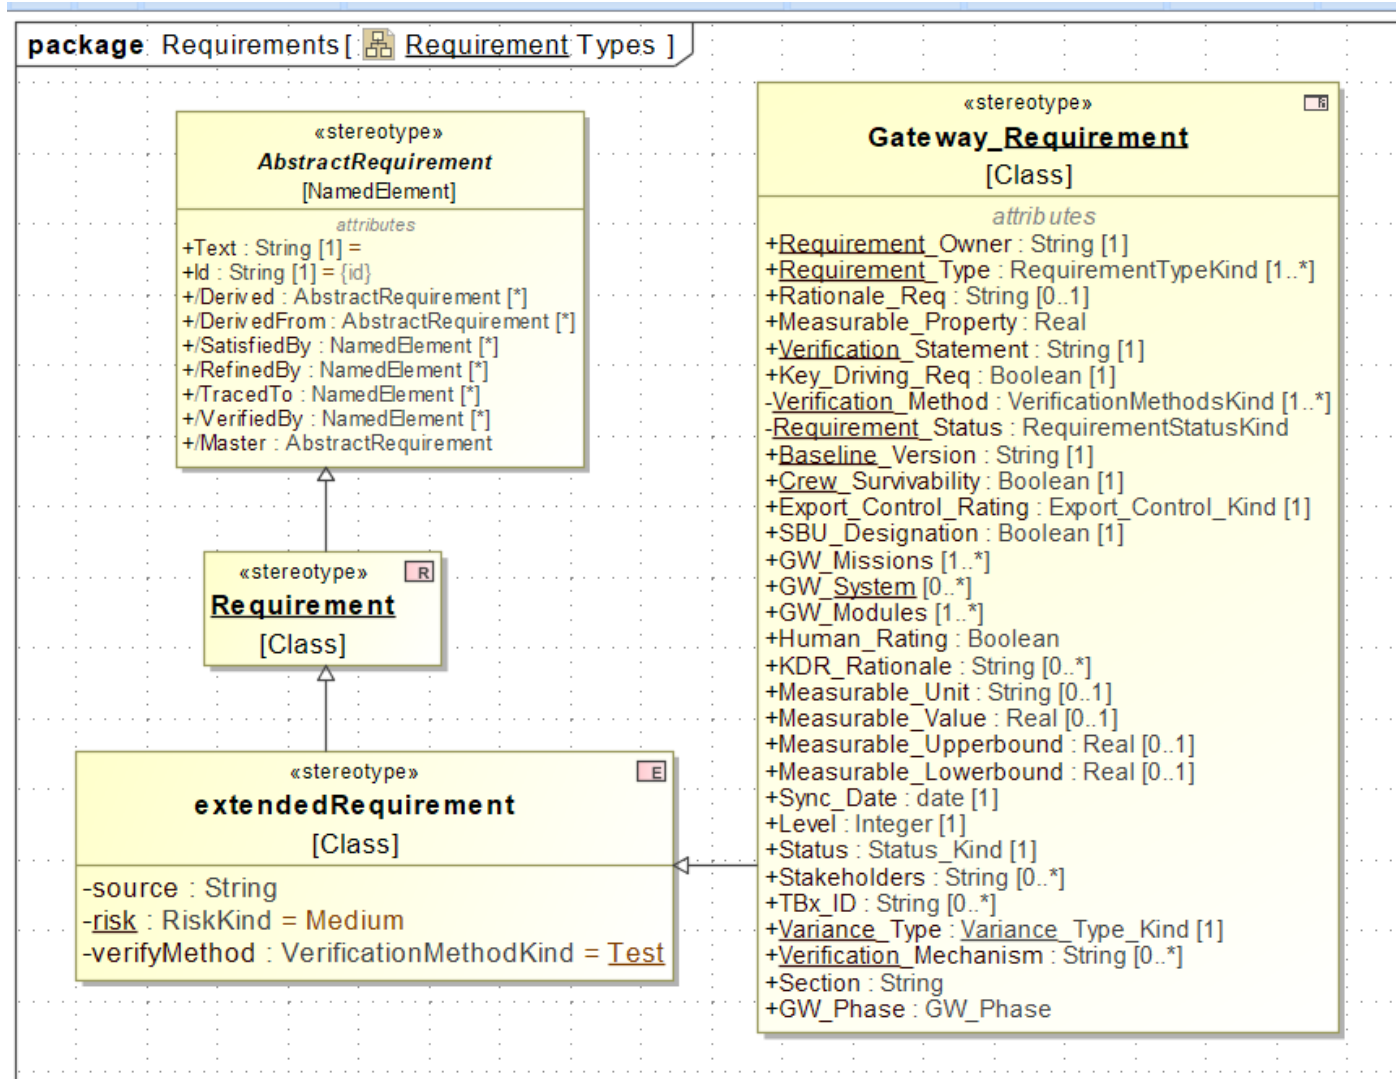 package Requirements[ Requirement Types ]
«stereotype»
AbstractRequirement
[NamedElement]
attributes
+Text : String [1] =
+Id : String [1] = {id}
+/Derived : AbstractRequirement [*]
+/DerivedFrom : AbstractRequirement [*]
+/SatisfiedBy : NamedElement [*]
+/RefinedBy : NamedElement [*]
+/TracedTo : NamedElement [*]
+/VerifiedBy : NamedElement [*]
+/Master : AbstractRequirement
«stereotype»
R
Requirement
[Class]
«stereotype»
E
extendedRequirement
[Class]
-source : String
-risk : RiskKind = Medium
-verifyMethod : VerificationMethodKind = Test
«stereotype»
Gateway_Requirement
[Class]
attributes
+Requirement_Owner : String [1]
+Requirement_Type : RequirementTypeKind [1..*]
+Rationale_Req : String [0..1]
+Measurable_Property : Real
+Verification_Statement : String [1]
+Key_Driving_Req : Boolean [1]
-Verification_Method : VerificationMethodsKind [1..*]
-Requirement_Status : RequirementStatusKind
+Baseline_Version : String [1]
+Crew_Survivability : Boolean [1]
+Export_Control_Rating : Export_Control_Kind [1]
+SBU_Designation : Boolean [1]
+GW_Missions [1..*]
+GW_System [0..*]
+GW_Modules [1..*]
+Human_Rating : Boolean
+KDR_Rationale : String [0..*]
+Measurable_Unit : String [0..1]
+Measurable_Value : Real [0..1]
+Measurable_Upperbound : Real [0..1]
+Measurable_Lowerbound : Real [0..1]
+Sync_Date : date [1]
+Level : Integer [1]
+Status : Status_Kind [1]
+Stakeholders : String [0..*]
+TBx_ID : String [0..*]
+Variance_Type : Variance_Type_Kind [1]
+Verification_Mechanism : String [0..*]
+Section : String
+GW_Phase : GW_Phase